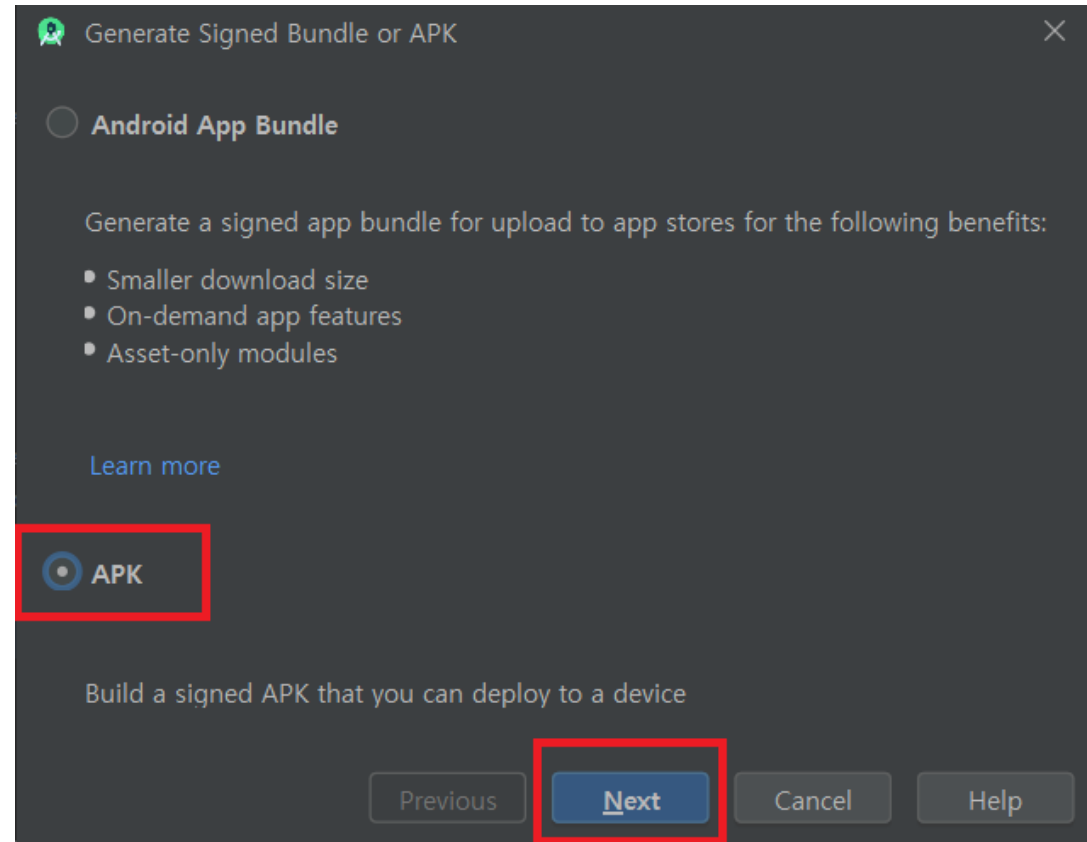 Generate Signed Bundle or APK
Android App Bundle
Generate a signed app bundle for upload to app stores for the following benefits:
Smaller download size
On-demand app features
Asset-only modules
Learn more
APK
Build a signed APK that you can deploy to a device
Previous Next Cancel Help